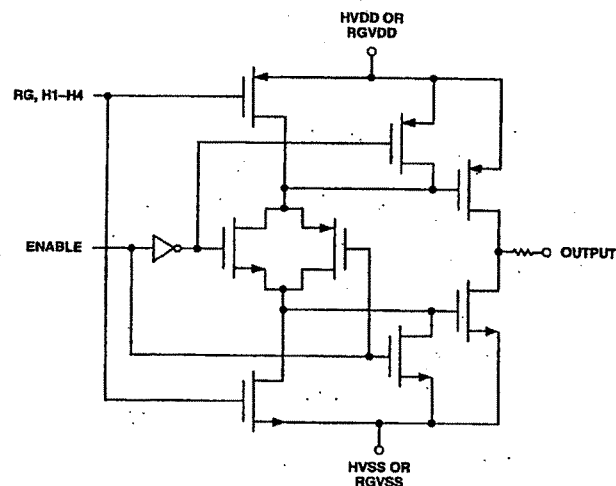 HVDD OR
RGVDD
RG, H1–H4
ENABLE
OUTPUT
HVSS OR
RGVSS